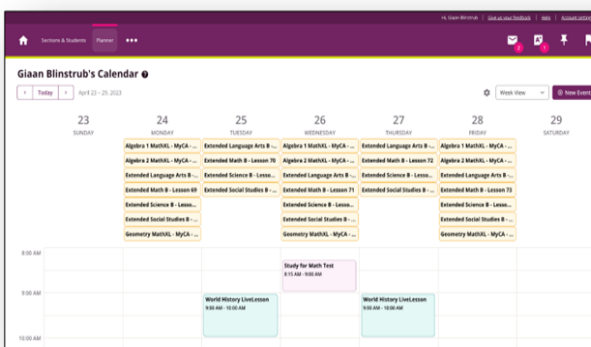 Hi, Giaan Blinstrub | Give us your feedback | Help | Account settings
Sections & Students Planner
2 1
Giaan Blinstrub's Calendar
Today April 23 - 29, 2023 Week View New Event
23 24 25 26 27 28 29
SUNDAY MONDAY TUESDAY WEDNESDAY THURSDAY FRIDAY SATURDAY
Algebra 1 MathXL - MyCA - ... Extended Language Arts B -... Algebra 1 MathXL - MyCA - ... Extended Language Arts B -... Algebra 1 MathXL - MyCA - ...
Algebra 2 MathXL - MyCA - ... Extended Math B - Lesson 70 Algebra 2 MathXL - MyCA - ... Extended Math B - Lesson 72 Algebra 2 MathXL - MyCA - ...
Extended Language Arts B -... Extended Science B - Lesso... Extended Language Arts B -... Extended Science B - Lesso... Extended Language Arts B -...
Extended Math B - Lesson 69 Extended Social Studies B -... Extended Math B - Lesson 71 Extended Social Studies B -... Extended Math B - Lesson 73
Extended Science B - Lesso... Extended Science B - Lesso... Extended Science B - Lesso...
Extended Social Studies B -... Extended Social Studies B -... Extended Social Studies B -...
Geometry MathXL - MyCA -... Geometry MathXL - MyCA -... Geometry MathXL - MyCA -...
8:00 AM
Study for Math Test
8:15 AM - 9:00 AM
9:00 AM
World History LiveLesson World History LiveLesson
9:00 AM - 10:00 AM 9:00 AM - 10:00 AM
10:00 AM